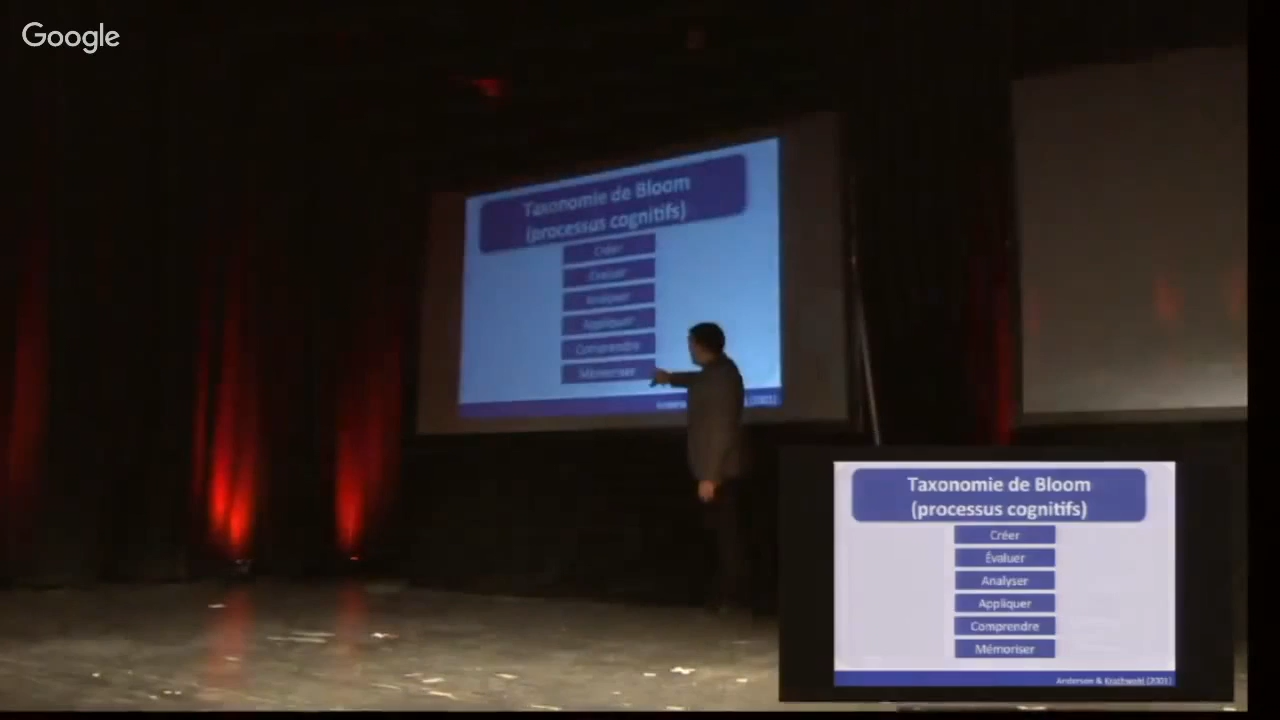 Google
Taxonomie de Bloom
(processus cognitifs)
Créer
Évaluer
Analyser
Appliquer
Comprendre
Mémoriser
(2001)
Taxonomie de Bloom
(processus cognitifs)
Créer
Évaluer
Analyser
Appliquer
Comprendre
Mémoriser
Anderson & Krathwohl (2001)